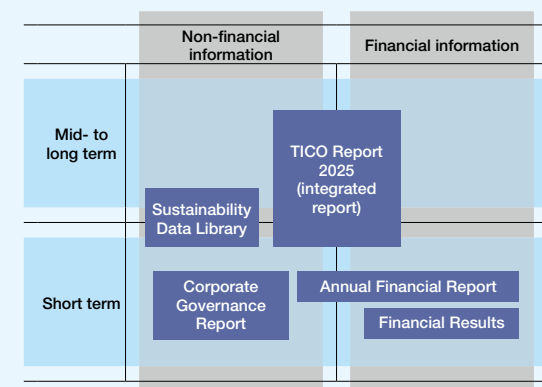 Non-financial
information
Financial information
Mid- to
long term
TICO Report
2025
(integrated
report)
Sustainability
Data Library
Short term
Corporate
Governance
Report
Annual Financial Report
Financial Results